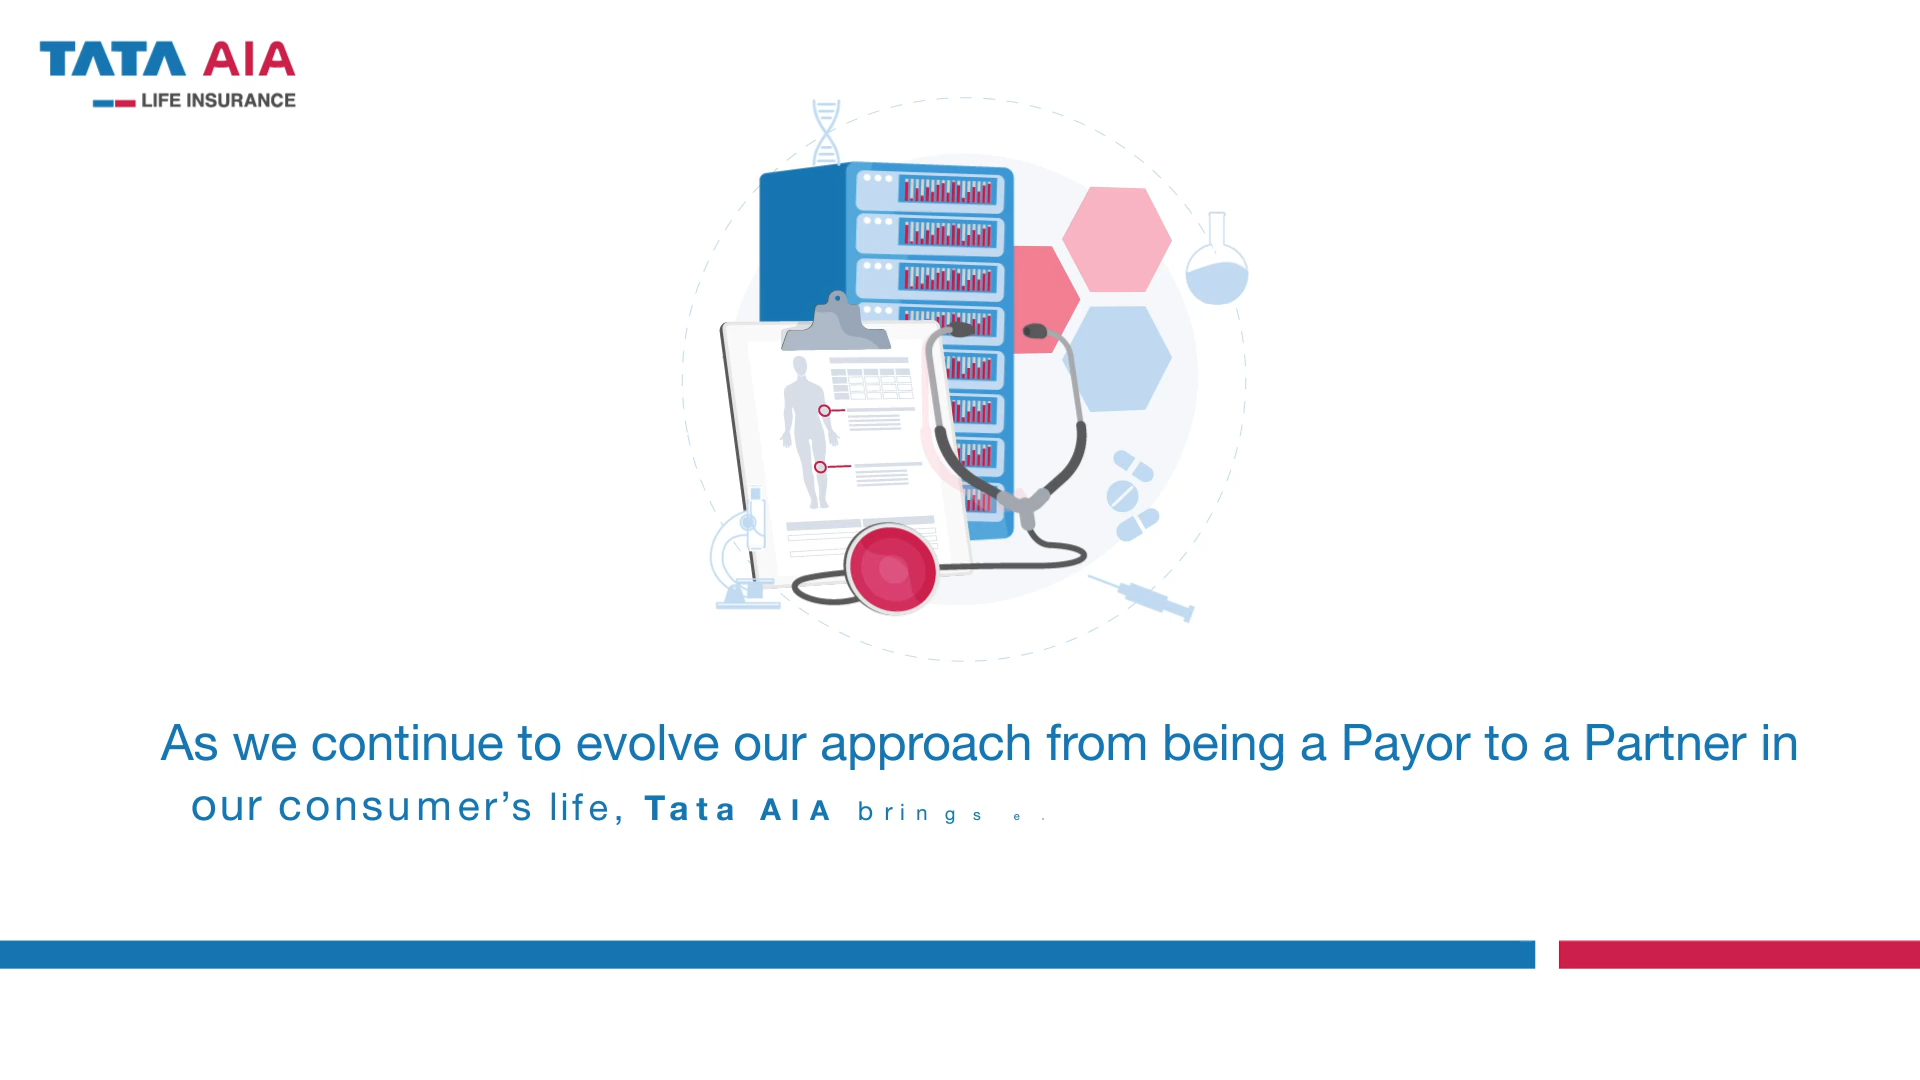 TATA AIA
LIFE INSURANCE
As we continue to evolve our approach from being a Payor to a Partner in
our consumer’s life, Tata AIA brings e